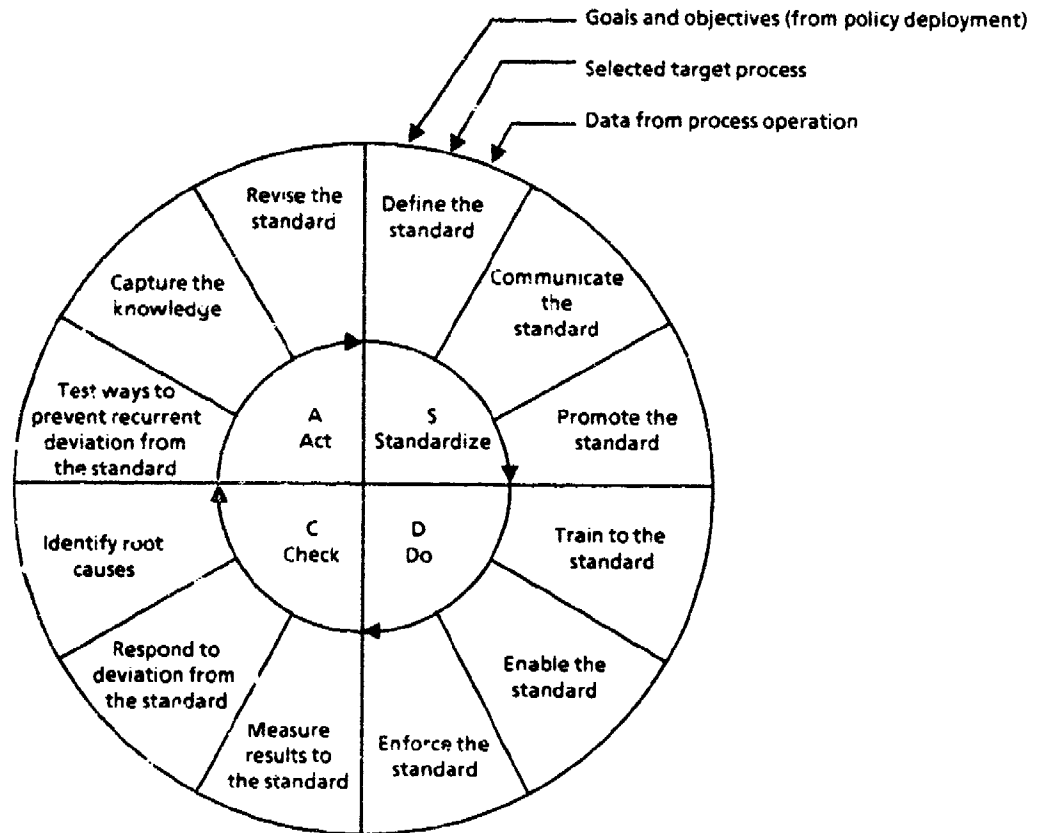 Goals and objectives (from policy deployment)
Selected target process
Data from process operation
Revise the
standard
Define the
standard
Capture the
knowledge
Communicate
the
standard
Test ways to
prevent recurrent
deviation from
the standard
A
Act
S
Standardize
Promote the
standard
Identify root
causes
C
Check
D
Do
Train to the
standard
Respond to
deviation from
the standard
Enable the
standard
Measure
results to
the standard
Enforce the
standard